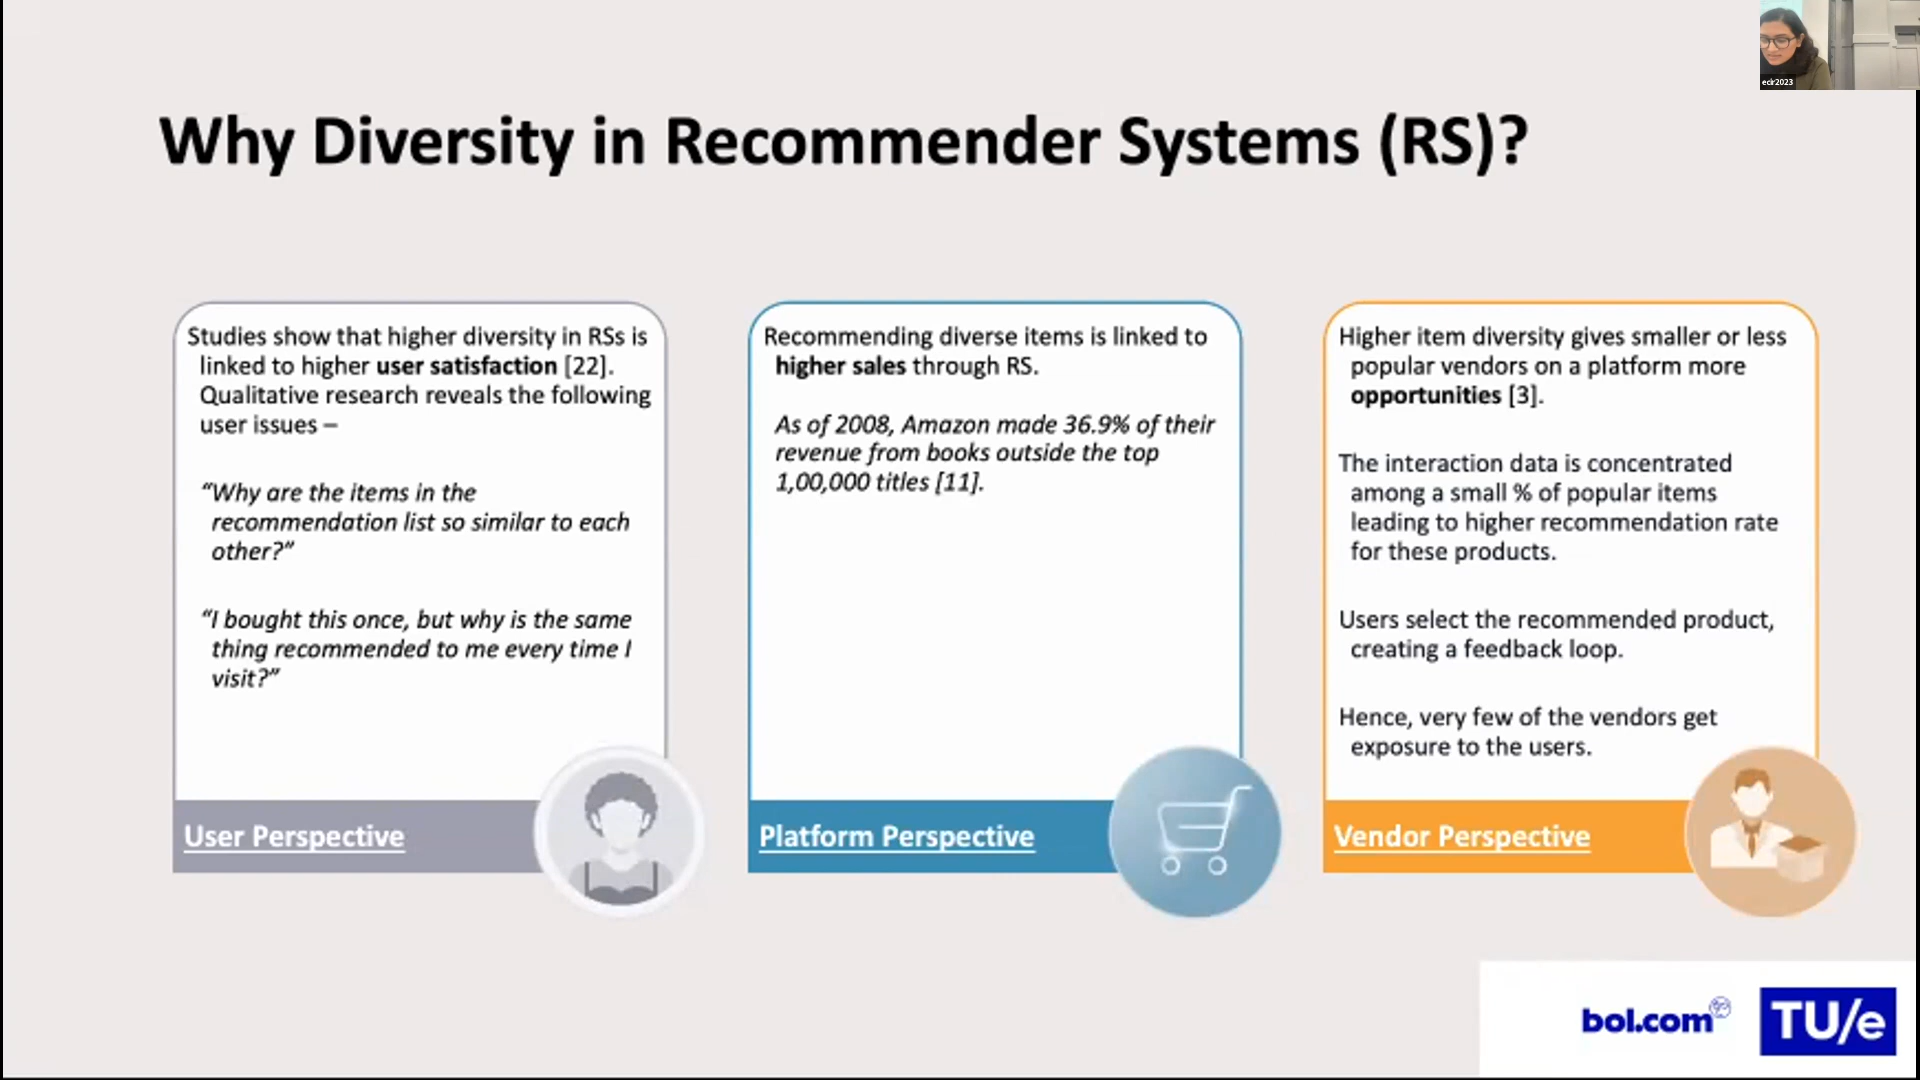 ecir2023
Why Diversity in Recommender Systems (RS)?
Studies show that higher diversity in RSs is
linked to higher user satisfaction [22].
Qualitative research reveals the following
user issues –
“Why are the items in the
recommendation list so similar to each
other?”
“I bought this once, but why is the same
thing recommended to me every time I
visit?”
User Perspective
Recommending diverse items is linked to
higher sales through RS.
As of 2008, Amazon made 36.9% of their
revenue from books outside the top
1,00,000 titles [11].
Platform Perspective
Higher item diversity gives smaller or less
popular vendors on a platform more
opportunities [3].
The interaction data is concentrated
among a small % of popular items
leading to higher recommendation rate
for these products.
Users select the recommended product,
creating a feedback loop.
Hence, very few of the vendors get
exposure to the users.
Vendor Perspective
bol.com
TU/e